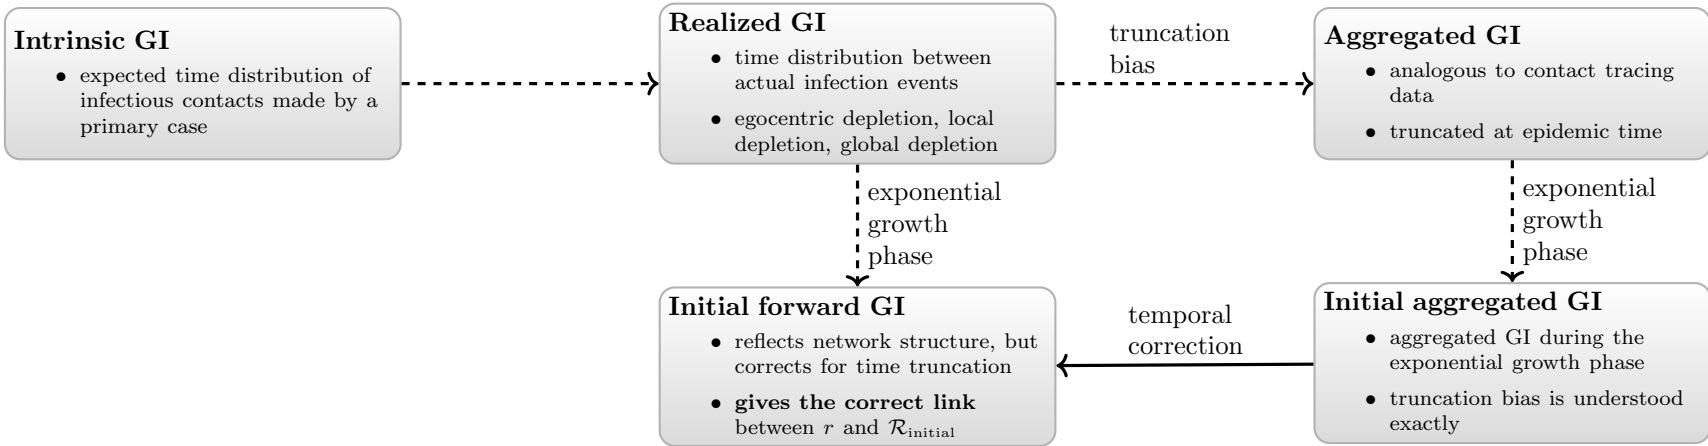 Intrinsic GI
• expected time distribution of
infectious contacts made by a
primary case
Realized GI
• time distribution between
actual infection events
• egocentric depletion, local
depletion, global depletion
truncation
bias
Aggregated GI
• analogous to contact tracing
data
• truncated at epidemic time
exponential
growth
phase
exponential
growth
phase
Initial forward GI
• reflects network structure, but
corrects for time truncation
• gives the correct link
between r and ℛinitial
temporal
correction
Initial aggregated GI
• aggregated GI during the
exponential growth phase
• truncation bias is understood
exactly